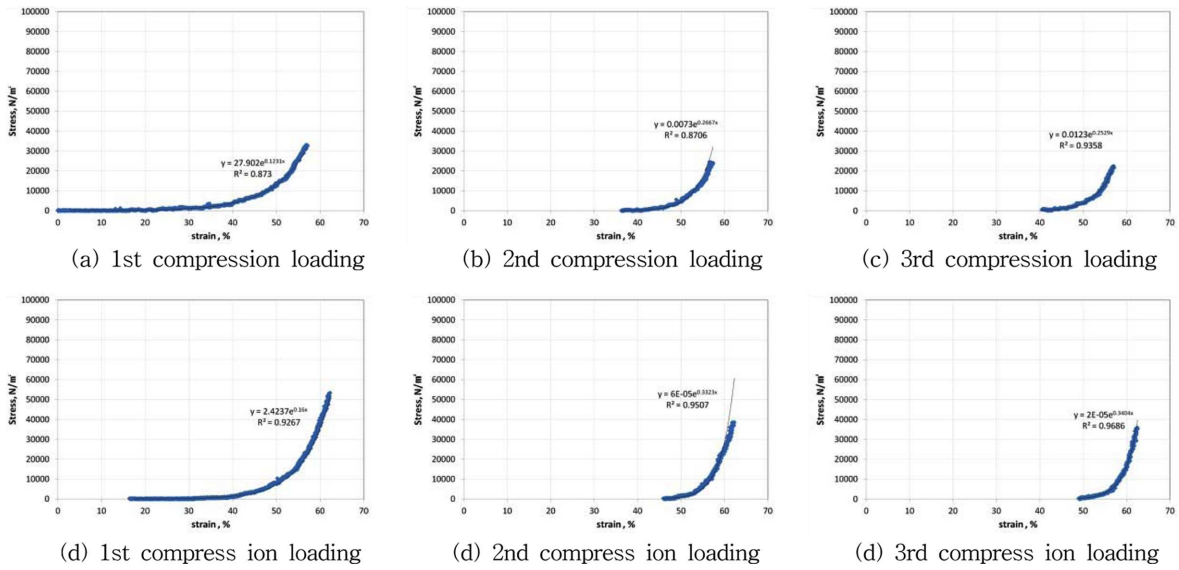 100000
90000
80000
70000
60000
50000
40000
30000
20000
10000
0
Stress, N/㎡
y = 27.902e^0.1231x
R² = 0.873
0 10 20 30 40 50 60 70
strain , %
(a) 1st compression loading
100000
90000
80000
70000
60000
50000
40000
30000
20000
10000
0
Stress, N/㎡
y = 0.0073e^0.2667x
R² = 0.8706
0 10 20 30 40 50 60 70
strain , %
(b) 2nd compression loading
100000
90000
80000
70000
60000
50000
40000
30000
20000
10000
0
Stress, N/㎡
y = 0.0123e^0.2529x
R² = 0.9358
0 10 20 30 40 50 60 70
strain , %
(c) 3rd compression loading
100000
90000
80000
70000
60000
50000
40000
30000
20000
10000
0
Stress, N/㎡
y = 2.4237e^0.16x
R² = 0.9267
0 10 20 30 40 50 60 70
strain , %
(d) 1st compress ion loading
100000
90000
80000
70000
60000
50000
40000
30000
20000
10000
0
Stress, N/㎡
y = 6E-05e^0.3323x
R² = 0.9507
0 10 20 30 40 50 60 70
strain , %
(d) 2nd compress ion loading
100000
90000
80000
70000
60000
50000
40000
30000
20000
10000
0
Stress, N/㎡
y = 2E-05e^0.3404x
R² = 0.9686
0 10 20 30 40 50 60 70
strain , %
(d) 3rd compress ion loading